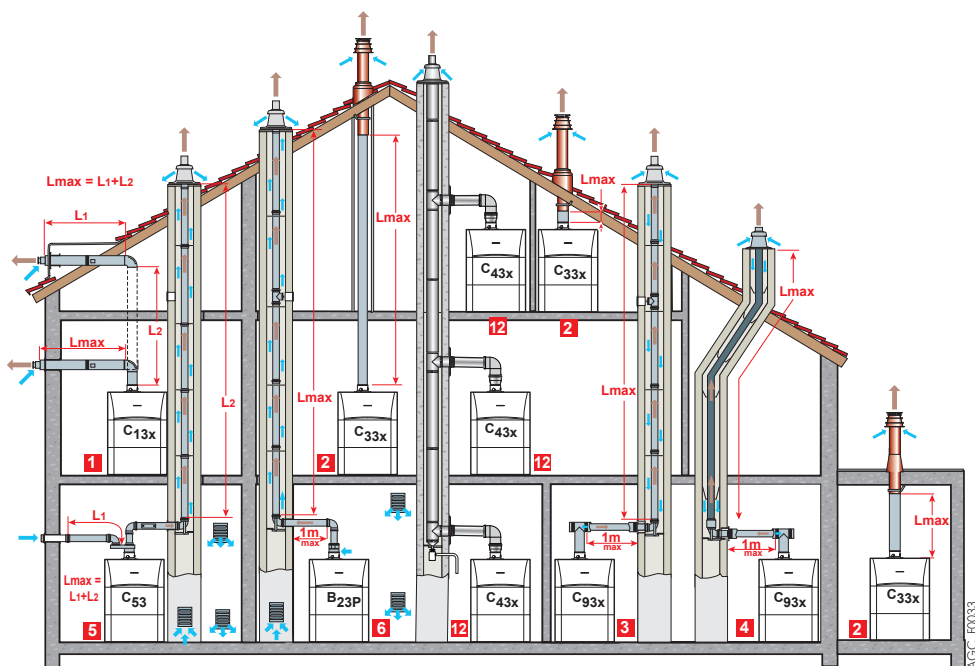 Lmax = L1+L2
L1
Lmax
Lmax
C43x
C33x
12
2
Lmax
L2
Lmax
L2
Lmax
Lmax
C13x
1
C33x
2
C43x
12
L1
1m
max
1m
max
1m
max
Lmax
Lmax =
L1+L2
C53
5
B23P
6
C43x
12
C93x
3
C93x
4
C33x
2
AGC_F0033